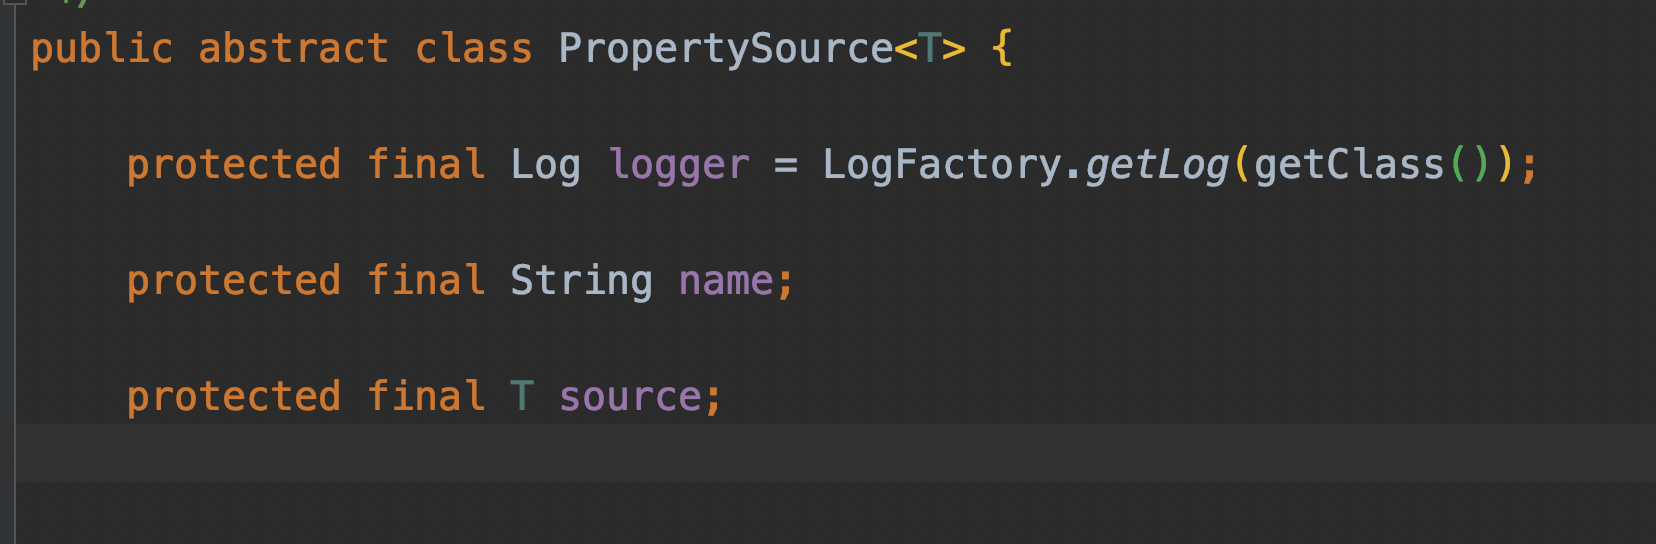 public abstract class PropertySource<T> {
protected final Log logger = LogFactory.getLog(getClass());
protected final String name;
protected final T source;